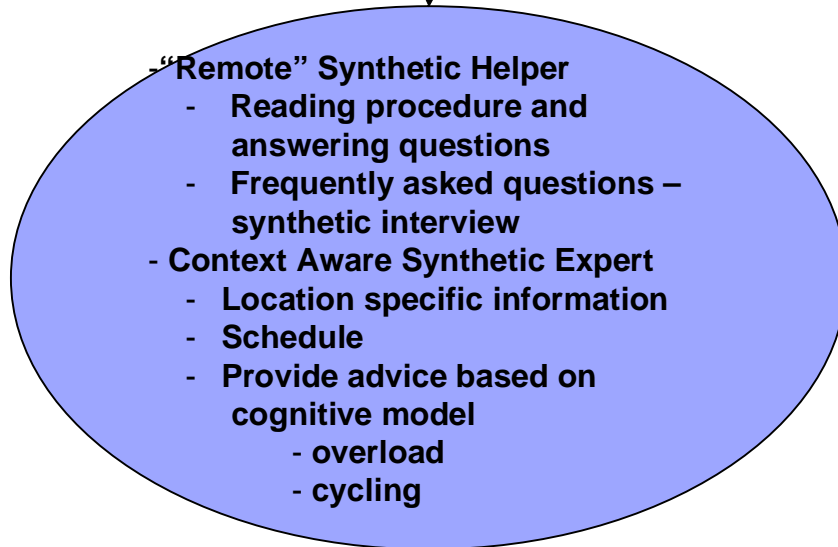 -“Remote” Synthetic Helper
- Reading procedure and
answering questions
- Frequently asked questions –
synthetic interview
- Context Aware Synthetic Expert
- Location specific information
- Schedule
- Provide advice based on
cognitive model
- overload
- cycling